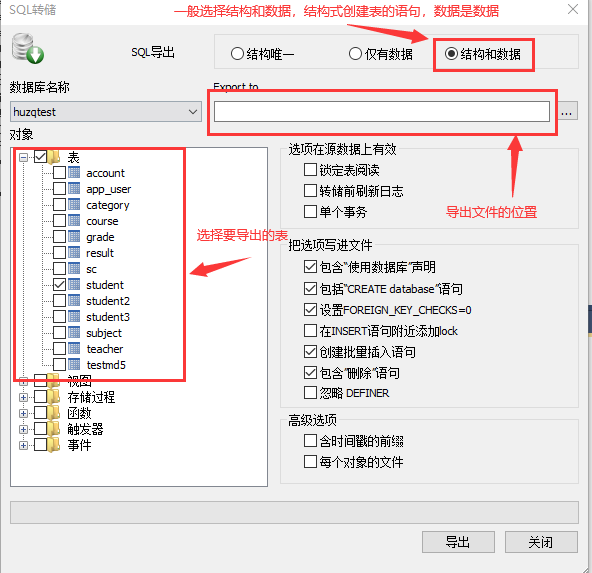 SQL转储
一般选择结构和数据，结构式创建表的语句，数据是数据
SQL导出
结构唯一
仅有数据
结构和数据
数据库名称
Export to
huzqtest
...
对象
表
account
app_user
category
course
grade
result
sc
student
student2
student3
subject
teacher
testmd5
视图
存储过程
函数
触发器
事件
选择要导出的表
导出文件的位置
选项在源数据上有效
锁定表阅读
转储前刷新日志
单个事务
把选项写进文件
包含“使用数据库”声明
包括“CREATE database”语句
设置FOREIGN_KEY_CHECKS=0
在INSERT语句附近添加lock
创建批量插入语句
包含”删除”语句
忽略 DEFINER
高级选项
含时间戳的前缀
每个对象的文件
导出
关闭